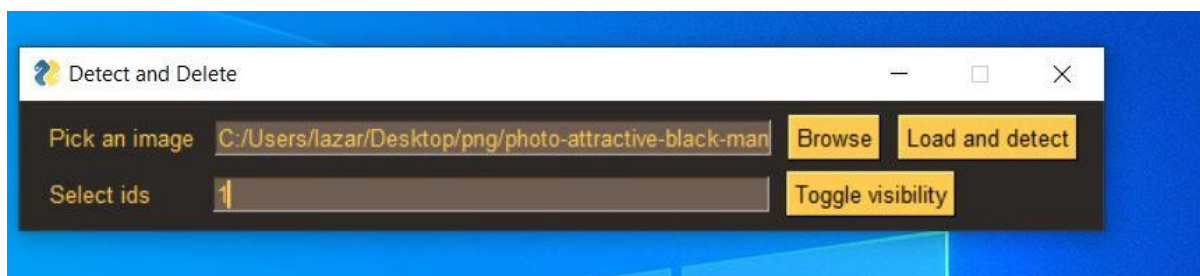 Detect and Delete
Pick an image C:/Users/lazar/Desktop/png/photo-attractive-black-man Browse Load and detect
Select ids 1 Toggle visibility